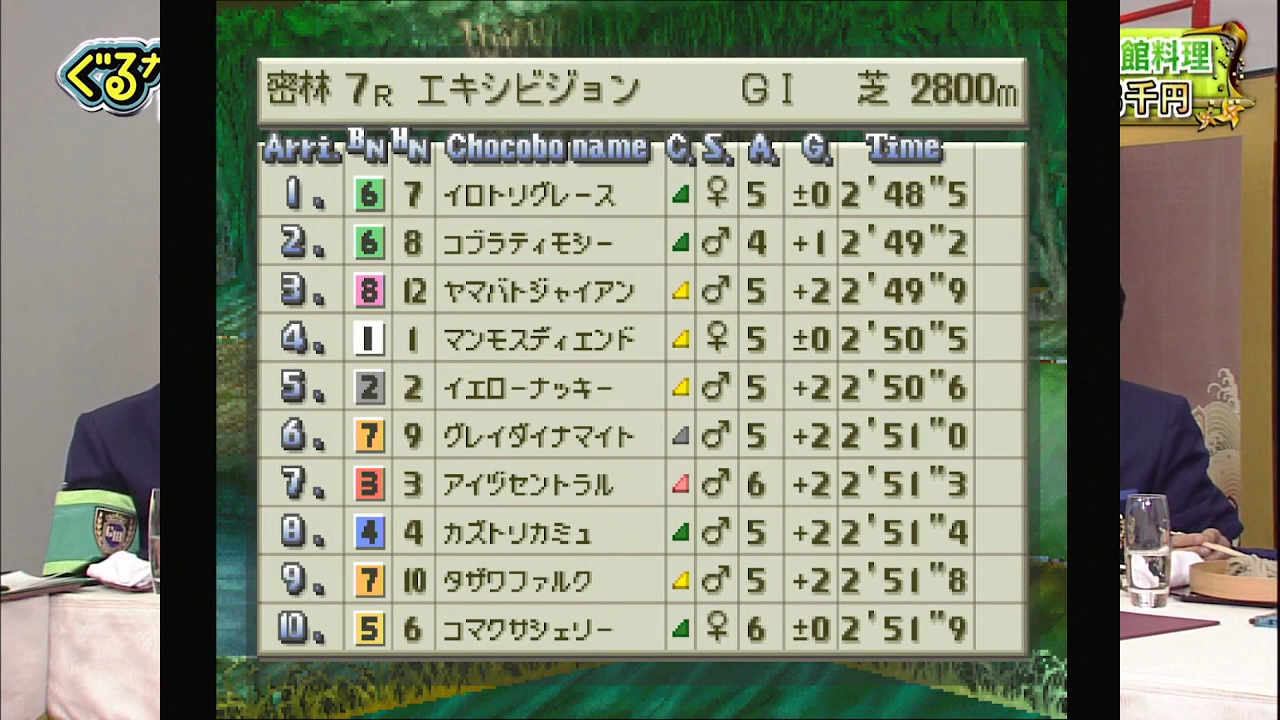 ぐるナ
館料理
千円
密林 7R エキシビジョン GI 芝 2800m
Arri. BN HN Chocobo name C. S. A. G. Time
1. 6 7 イロトリグレース ♀ 5 ±0 2'48"5
2. 6 8 コブラティモシー ♂ 4 +1 2'49"2
3. 8 12 ヤマバトジャイアン ♂ 5 +2 2'49"9
4. 1 1 マンモスディエンド ♀ 5 ±0 2'50"5
5. 2 2 イエローナッキー ♂ 5 +2 2'50"6
6. 7 9 グレイダイナマイト ♂ 5 +2 2'51"0
7. 3 3 アイヅセントラル ♂ 6 +2 2'51"3
8. 4 4 カズトリカミュ ♂ 5 +2 2'51"4
9. 7 10 タザワファルク ♂ 5 +2 2'51"8
10. 5 6 コマクサシェリー ♀ 6 ±0 2'51"9